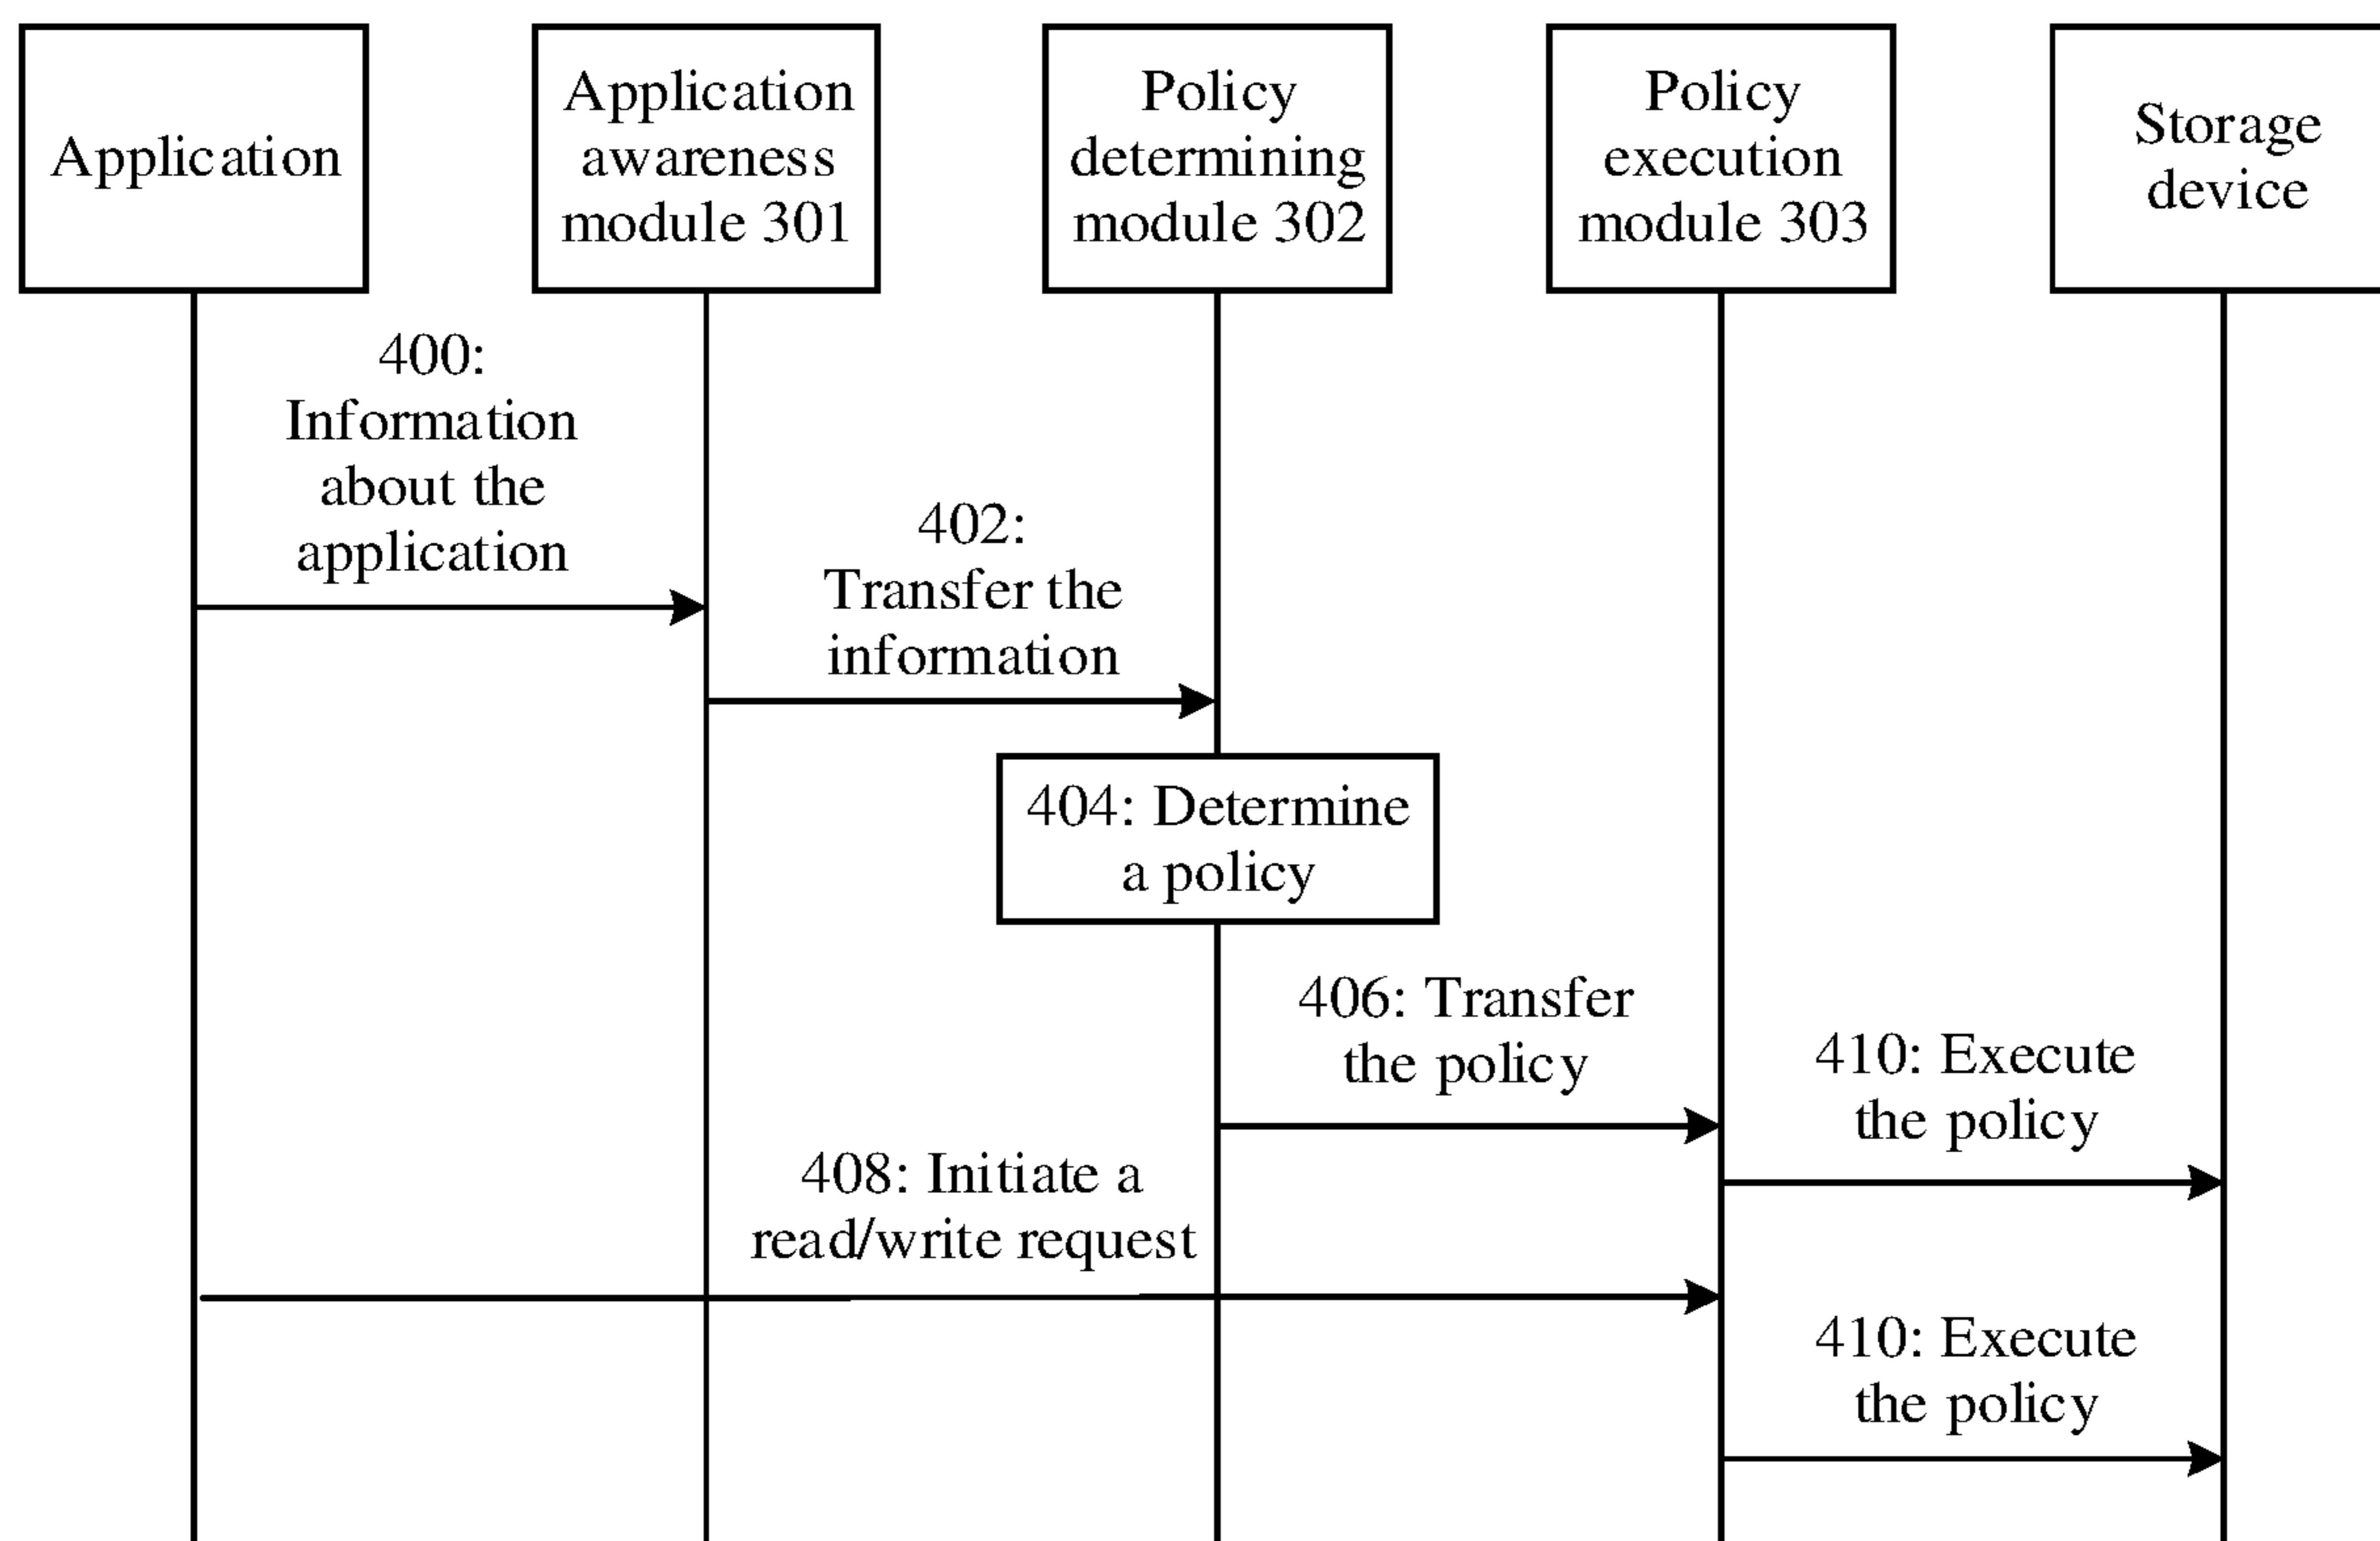 Application
Application
awareness
module 301
Policy
determining
module 302
Policy
execution
module 303
Storage
device
400:
Information
about the
application
402:
Transfer the
information
404: Determine
a policy
406: Transfer
the policy
410: Execute
the policy
408: Initiate a
read/write request
410: Execute
the policy